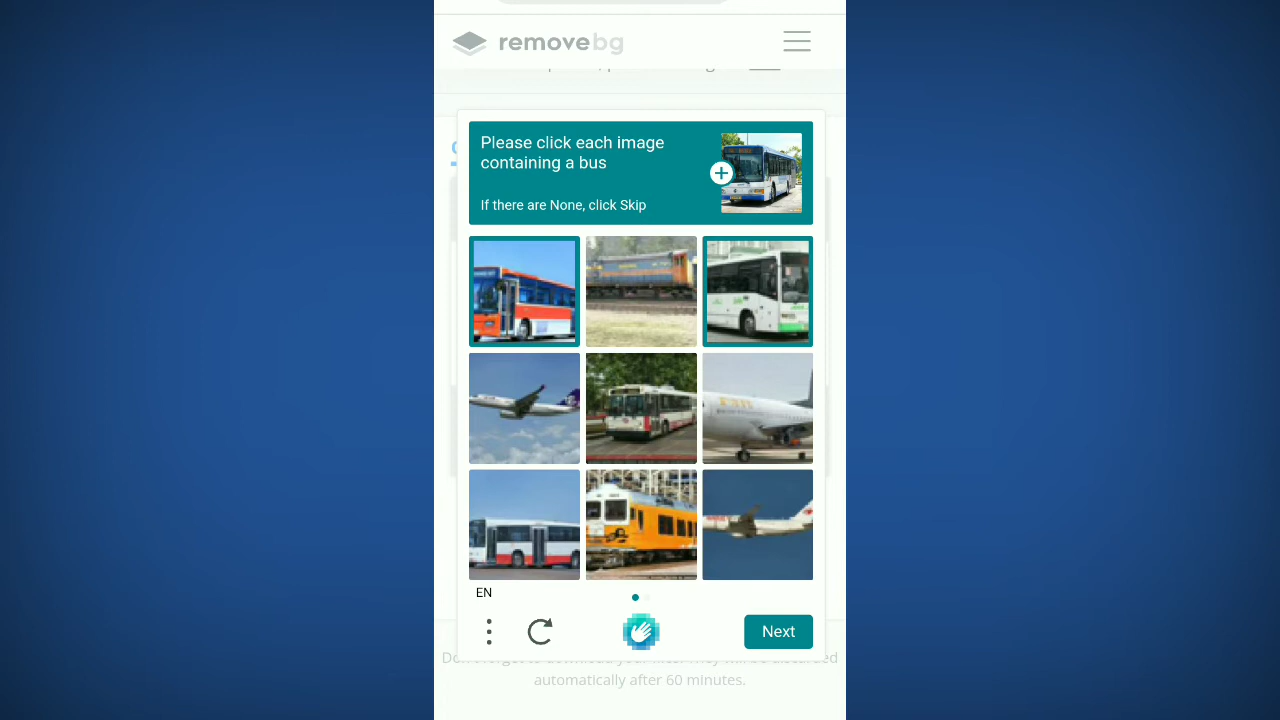 removebg
Please click each image
containing a bus
If there are None, click Skip
EN
Next
automatically after 60 minutes.